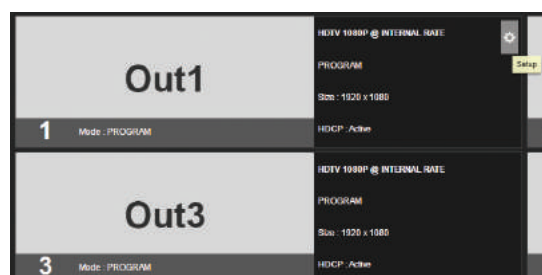 HDTV 1080P @ INTERNAL RATE
Out1
PROGRAM
Setup
Size : 1920 x 1080
1 Mode : PROGRAM
HDCP : Active
HDTV 1080P @ INTERNAL RATE
Out3
PROGRAM
Size : 1920 x 1080
3 Mode : PROGRAM
HDCP : Active